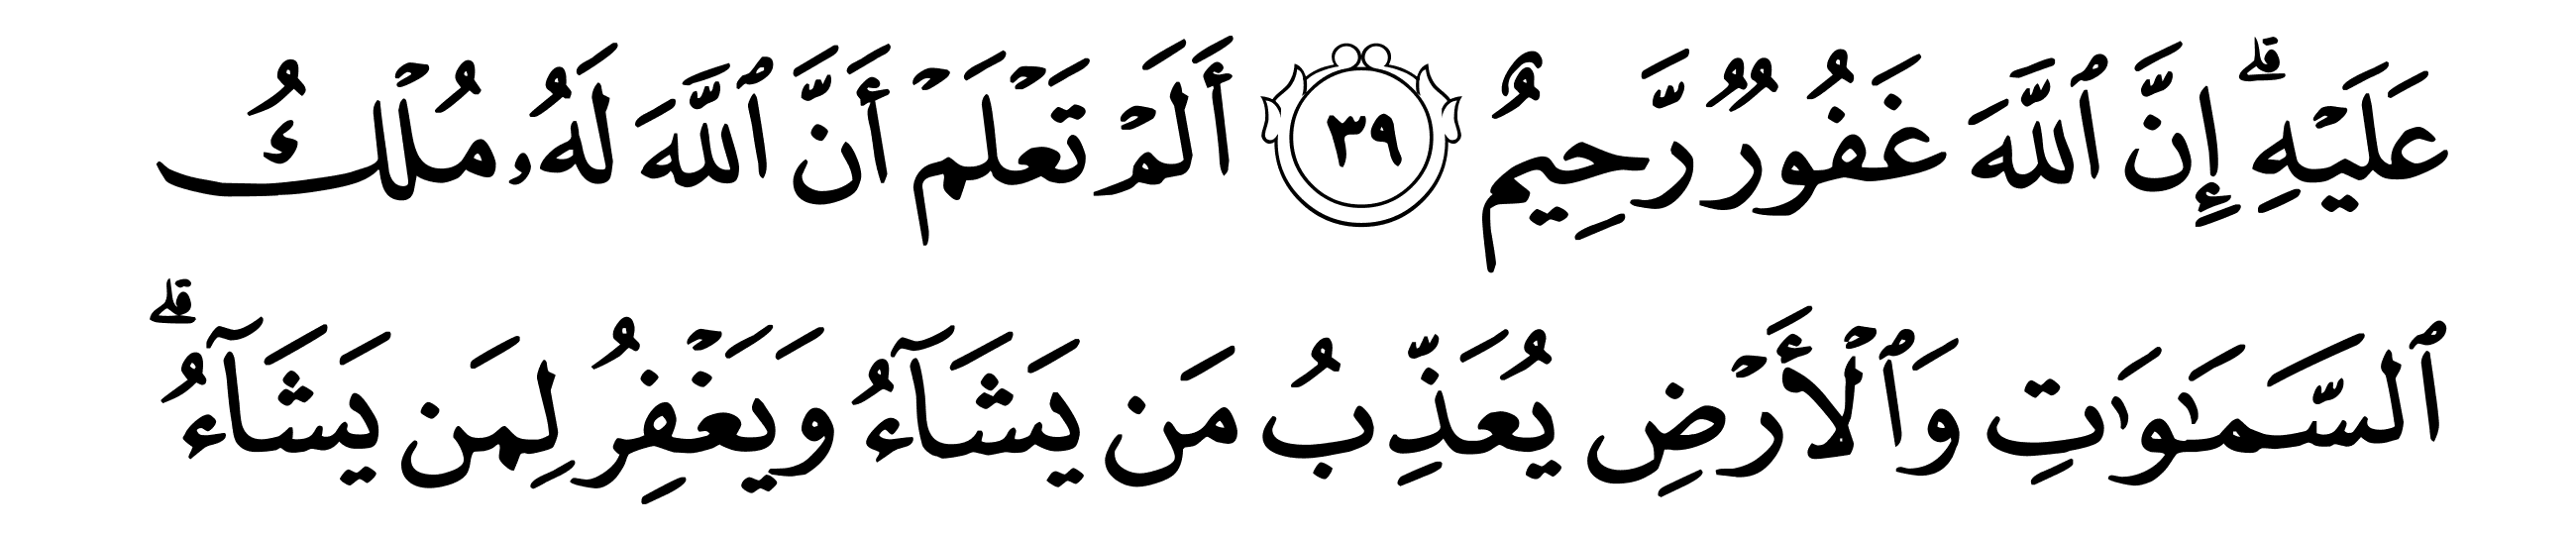 عَلَيۡهِۗ إِنَّ ٱللَّهَ غَفُورٞ رَّحِيمٌ ٣٩ أَلَمۡ تَعۡلَمۡ أَنَّ ٱللَّهَ لَهُۥ مُلۡكُ
ٱلسَّمَٰوَٰتِ وَٱلۡأَرۡضِ يُعَذِّبُ مَن يَشَآءُ وَيَغۡفِرُ لِمَن يَشَآءُۗ